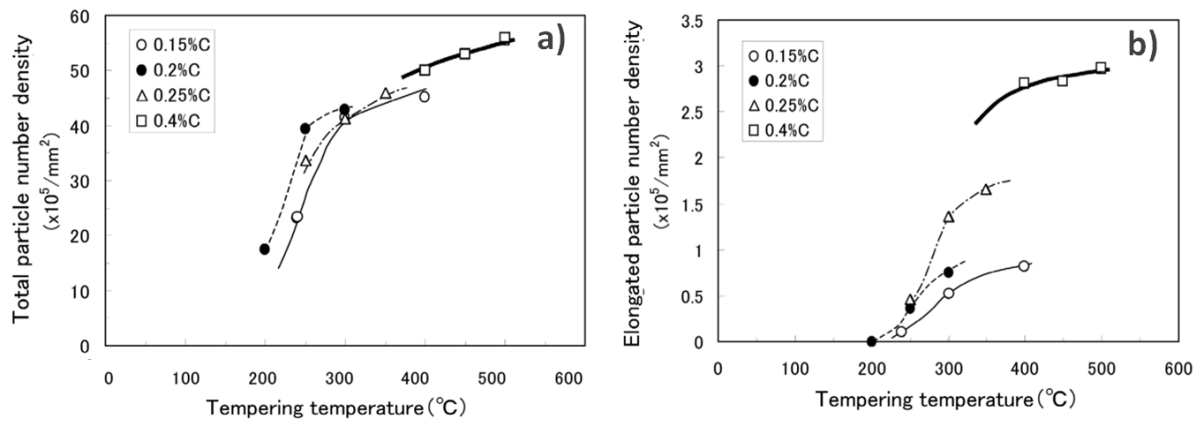 a)
Total particle number density
(x10⁵/mm²)
60
50
40
30
20
10
0
0.15%C
0.2%C
0.25%C
0.4%C
0 100 200 300 400 500 600
Tempering temperature(℃)
b)
Elongated particle number density
(x10⁵/mm²)
3.5
3
2.5
2
1.5
1
0.5
0
0.15%C
0.2%C
0.25%C
0.4%C
0 100 200 300 400 500 600
Tempering temperature(℃)